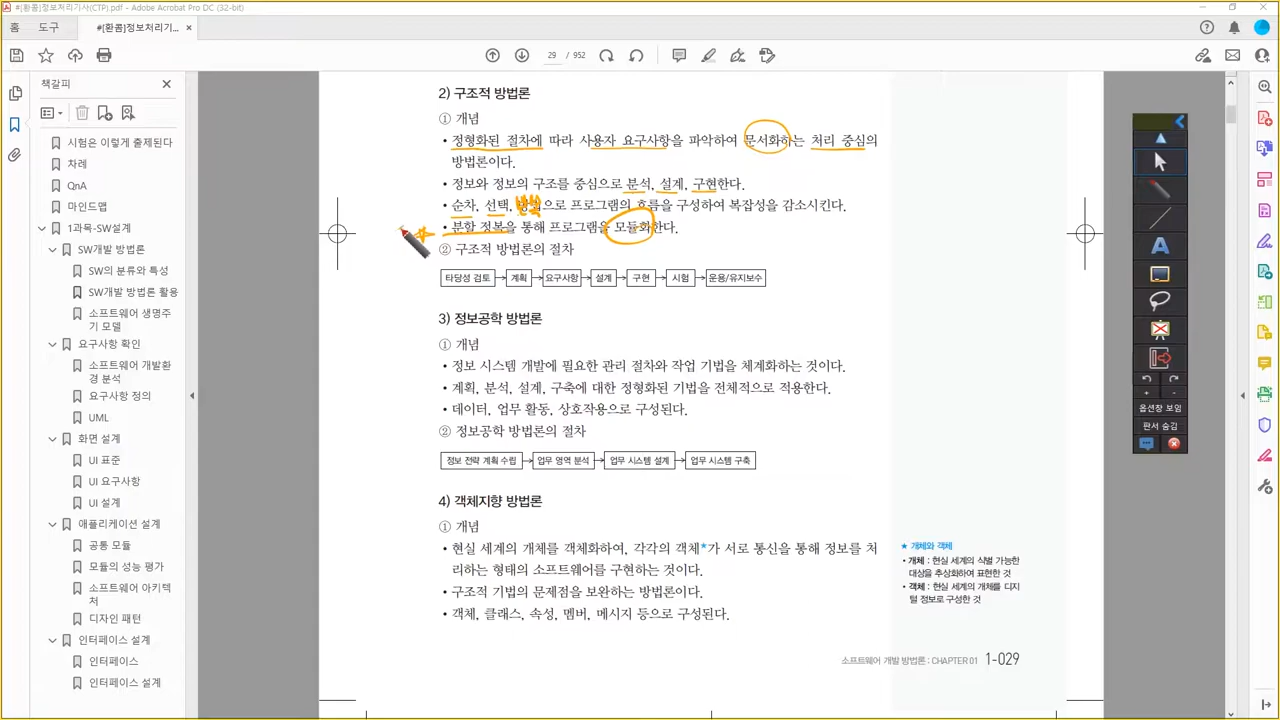 #[환콤]정보처리기사(CTP).pdf - Adobe Acrobat Pro DC (32-bit)
홈 도구 #[환콤]정보처리기... ×
29 / 952
책갈피
시험은 이렇게 출제된다
차례
QnA
마인드맵
1과목-SW설계
SW개발 방법론
SW의 분류와 특성
SW개발 방법론 활용
소프트웨어 생명주
기 모델
요구사항 확인
소프트웨어 개발환
경 분석
요구사항 정의
UML
화면 설계
UI 표준
UI 요구사항
UI 설계
애플리케이션 설계
공통 모듈
모듈의 성능 평가
소프트웨어 아키텍
처
디자인 패턴
인터페이스 설계
인터페이스
인터페이스 설계
2) 구조적 방법론
① 개념
• 정형화된 절차에 따라 사용자 요구사항을 파악하여 문서화하는 처리 중심의
방법론이다.
• 정보와 정보의 구조를 중심으로 분석, 설계, 구현한다.
• 순차, 선택, 반복으로 프로그램의 흐름을 구성하여 복잡성을 감소시킨다.
• 분할 정복을 통해 프로그램을 모듈화한다.
② 구조적 방법론의 절차
타당성 검토 → 계획 → 요구사항 → 설계 → 구현 → 시험 → 운용/유지보수
3) 정보공학 방법론
① 개념
• 정보 시스템 개발에 필요한 관리 절차와 작업 기법을 체계화하는 것이다.
• 계획, 분석, 설계, 구축에 대한 정형화된 기법을 전체적으로 적용한다.
• 데이터, 업무 활동, 상호작용으로 구성된다.
② 정보공학 방법론의 절차
정보 전략 계획 수립 → 업무 영역 분석 → 업무 시스템 설계 → 업무 시스템 구축
4) 객체지향 방법론
① 개념
• 현실 세계의 개체를 객체화하여, 각각의 객체★가 서로 통신을 통해 정보를 처
리하는 형태의 소프트웨어를 구현하는 것이다.
• 구조적 기법의 문제점을 보완하는 방법론이다.
• 객체, 클래스, 속성, 멤버, 메시지 등으로 구성된다.
★ 개체와 객체
• 개체 : 현실 세계의 식별 가능한
대상을 추상화하여 표현한 것
• 객체 : 현실 세계의 개체를 디지
털 정보로 구성한 것
소프트웨어 개발 방법론 : CHAPTER 01 1-029
A
+ -
옵션창 보임
판서 숨김